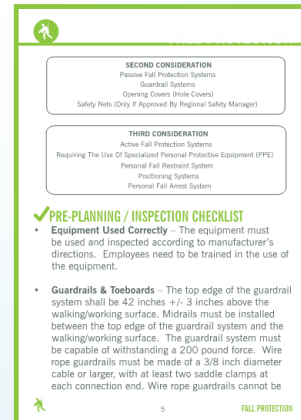 SECOND CONSIDERATION
Passive Fall Protection Systems
Guardrail Systems
Opening Covers (Hole Covers)
Safety Nets (Only If Approved By Regional Safety Manager)
THIRD CONSIDERATION
Active Fall Protection Systems
Requiring The Use Of Specialized Personal Protective Equipment (PPE)
Personal Fall Restraint System
Positioning Systems
Personal Fall Arrest System
PRE-PLANNING / INSPECTION CHECKLIST
• Equipment Used Correctly – The equipment must
be used and inspected according to manufacturer's
directions. Employees need to be trained in the use of
the equipment.
• Guardrails & Toeboards – The top edge of the guardrail
system shall be 42 inches +/- 3 inches above the
walking/working surface. Midrails must be installed
between the top edge of the guardrail system and the
walking/working surface. The guardrail system must
be capable of withstanding a 200 pound force. Wire
rope guardrails must be made of a 3/8 inch diameter
cable or larger, with at least two saddle clamps at
each connection end. Wire rope guardrails cannot be
5
FALL PROTECTION